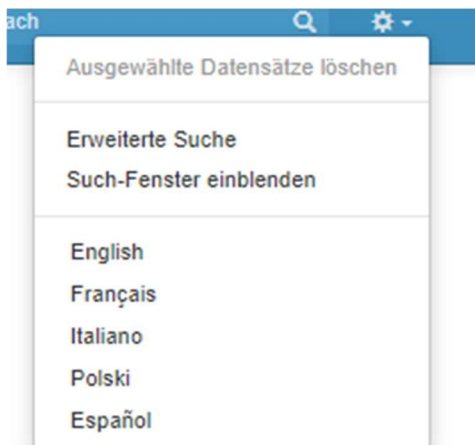 ach
Ausgewählte Datensätze löschen
Erweiterte Suche
Such-Fenster einblenden
English
Français
Italiano
Polski
Español